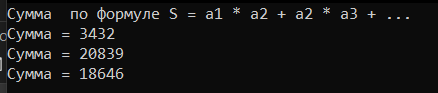 Сумма  по формуле S = a1 * a2 + a2 * a3 + ...
Сумма = 3432
Сумма = 20839
Сумма = 18646